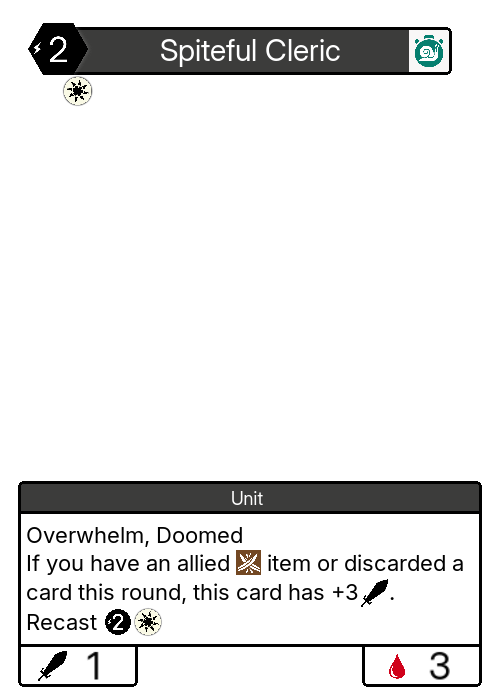 2
Spiteful Cleric
Unit
Overwhelm, Doomed
If you have an allied item or discarded a
card this round, this card has +3.
Recast 2
1
3